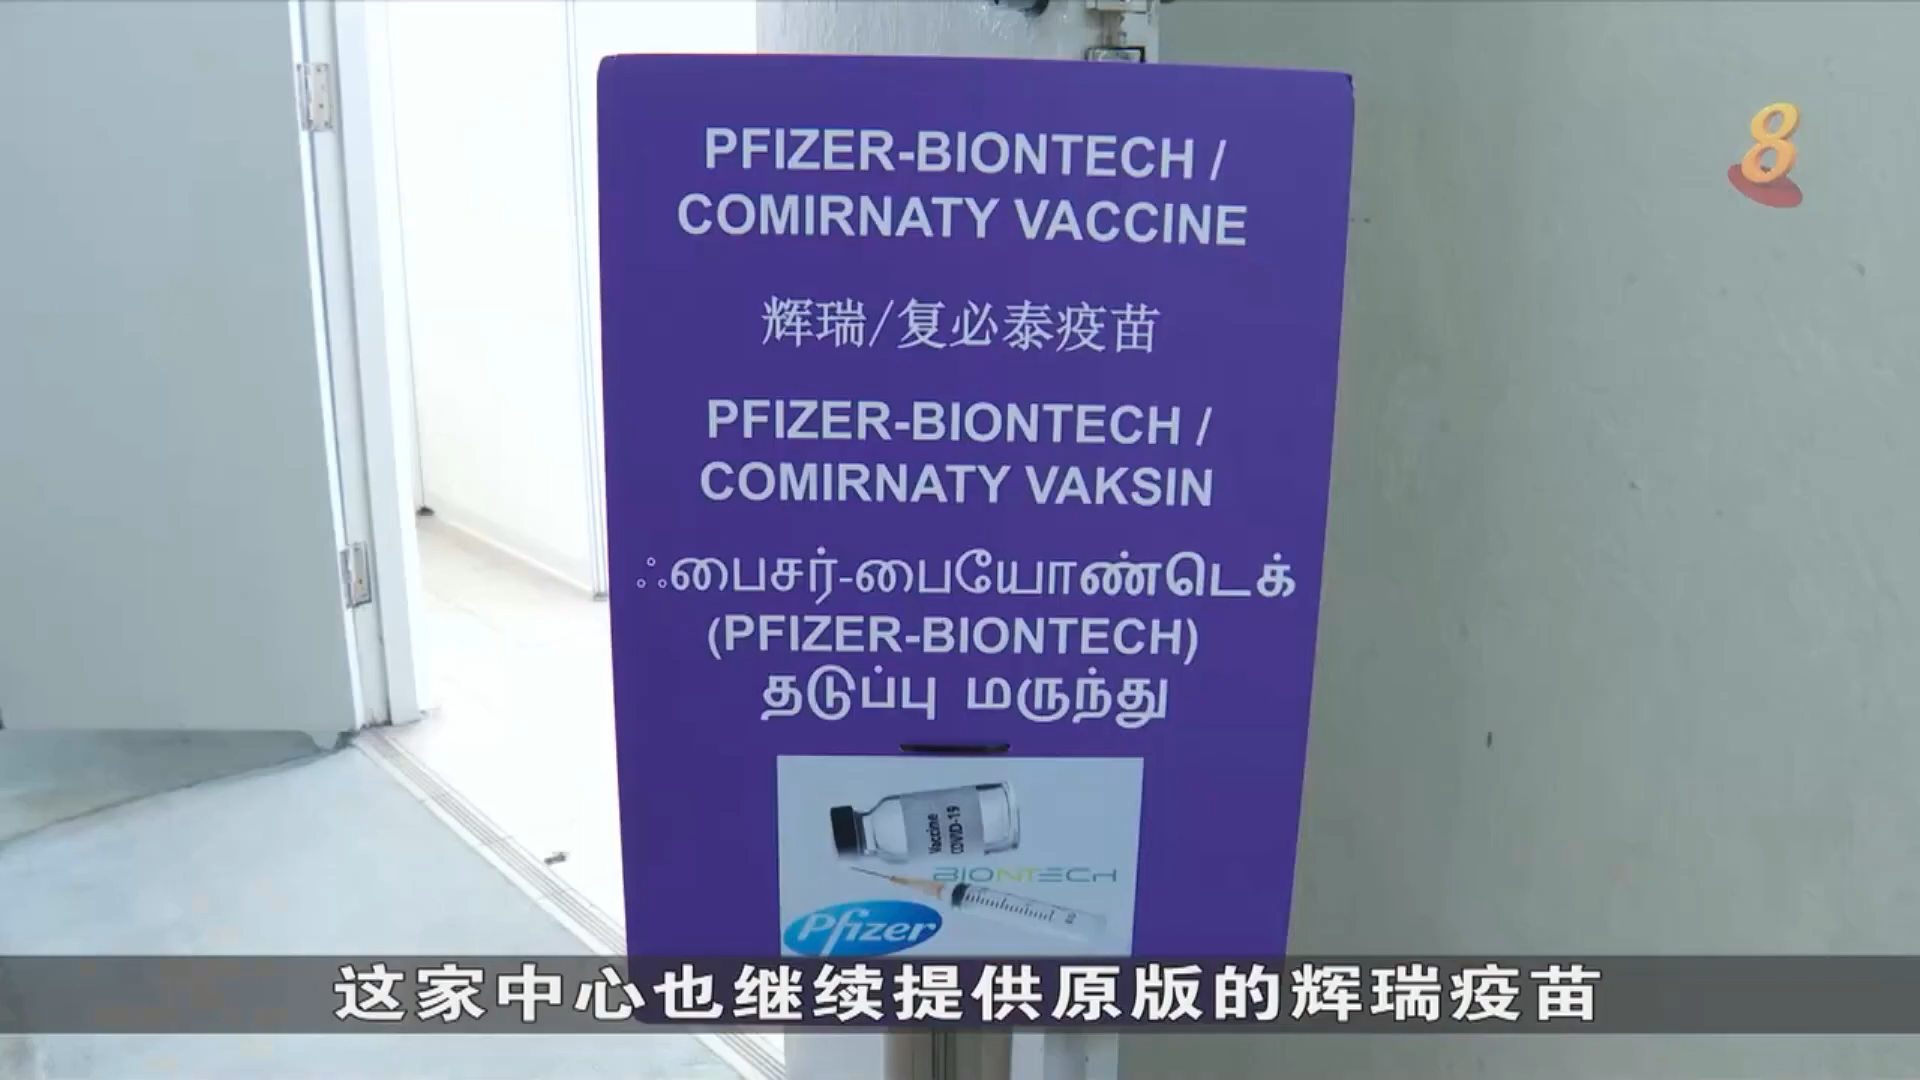 PFIZER-BIONTECH /
COMIRNATY VACCINE
8
辉瑞/复必泰疫苗
PFIZER-BIONTECH /
COMIRNATY VAKSIN
ஃபைசர்-பையோண்டெக்
(PFIZER-BIONTECH)
தடுப்பு மருந்து
Vaccine
COVID-19
BIONTECH
Pfizer
这家中心也继续提供原版的辉瑞疫苗